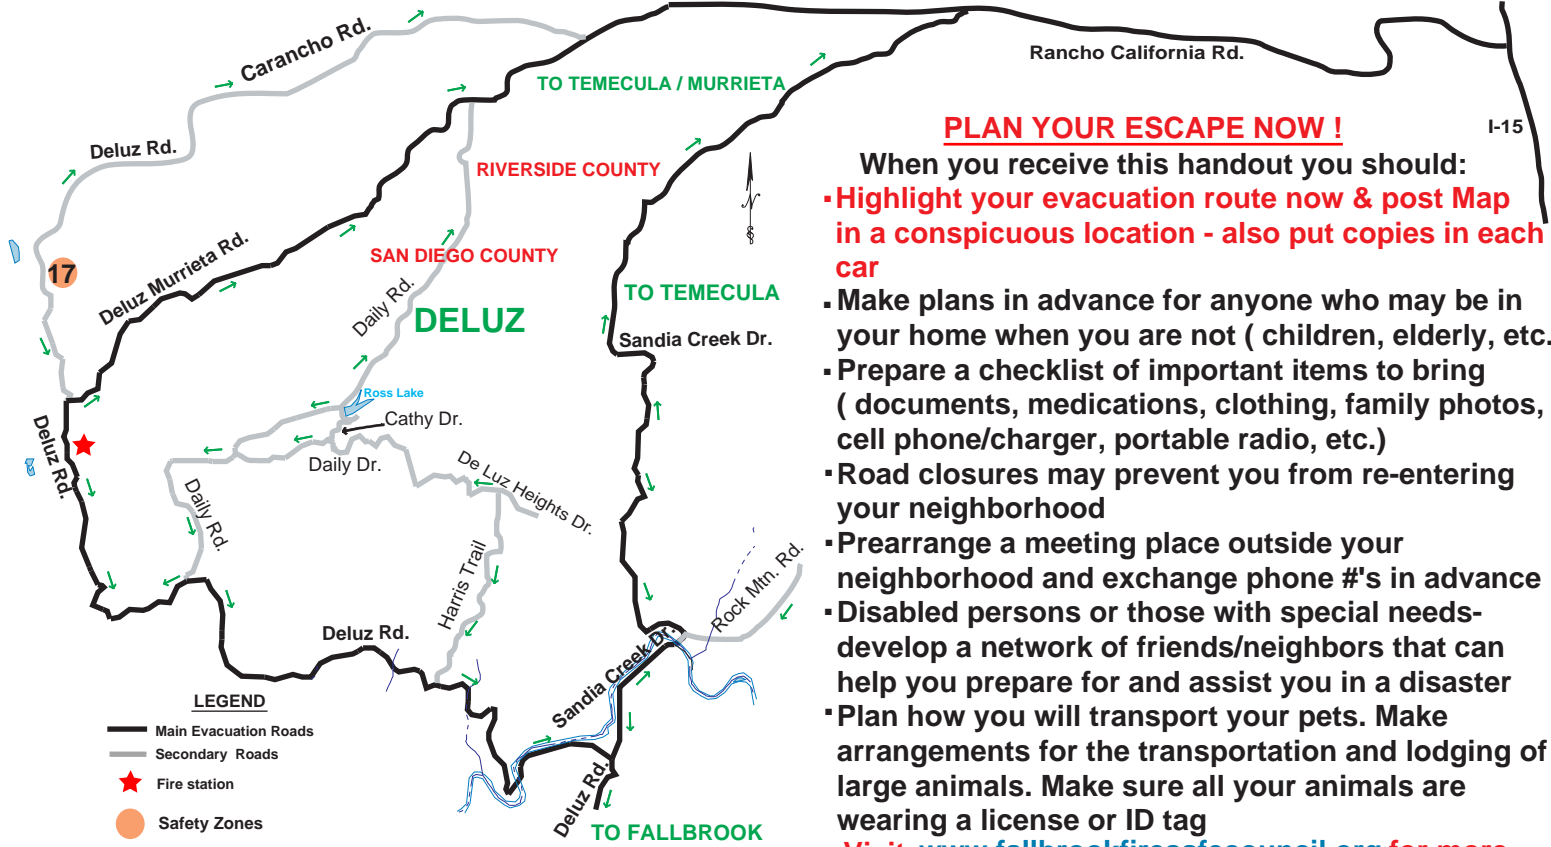 Carancho Rd.
Deluz Rd.
TO TEMECULA / MURRIETA
Rancho California Rd.
I-15
RIVERSIDE COUNTY
SAN DIEGO COUNTY
N
17
Deluz Murrieta Rd.
Daily Rd.
DELUZ
TO TEMECULA
Sandia Creek Dr.
Ross Lake
Cathy Dr.
Daily Dr.
De Luz Heights Dr.
Deluz Rd.
Daily Rd.
Harris Trail
Rock Mtn. Rd.
Deluz Rd.
Sandia Creek Dr.
Deluz Rd.
TO FALLBROOK
LEGEND
Main Evacuation Roads
Secondary Roads
Fire station
Safety Zones
PLAN YOUR ESCAPE NOW !
When you receive this handout you should:
▪ Highlight your evacuation route now & post Map
in a conspicuous location - also put copies in each
car
▪ Make plans in advance for anyone who may be in
your home when you are not ( children, elderly, etc.
▪ Prepare a checklist of important items to bring
( documents, medications, clothing, family photos,
cell phone/charger, portable radio, etc.)
▪ Road closures may prevent you from re-entering
your neighborhood
▪ Prearrange a meeting place outside your
neighborhood and exchange phone #'s in advance
▪ Disabled persons or those with special needs-
develop a network of friends/neighbors that can
help you prepare for and assist you in a disaster
▪ Plan how you will transport your pets. Make
arrangements for the transportation and lodging of
large animals. Make sure all your animals are
wearing a license or ID tag
Visit www.fallbrookfiresafecouncil.org for more